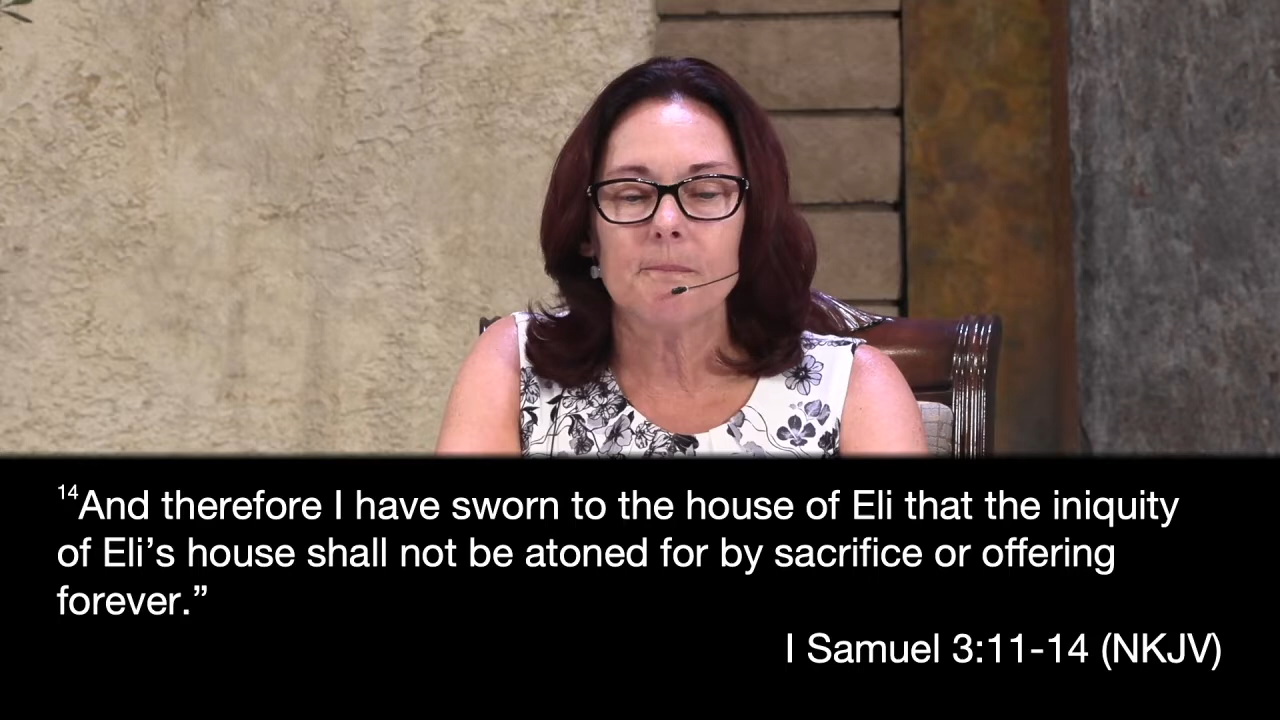 14And therefore I have sworn to the house of Eli that the iniquity
of Eli’s house shall not be atoned for by sacrifice or offering
forever.”
I Samuel 3:11-14 (NKJV)